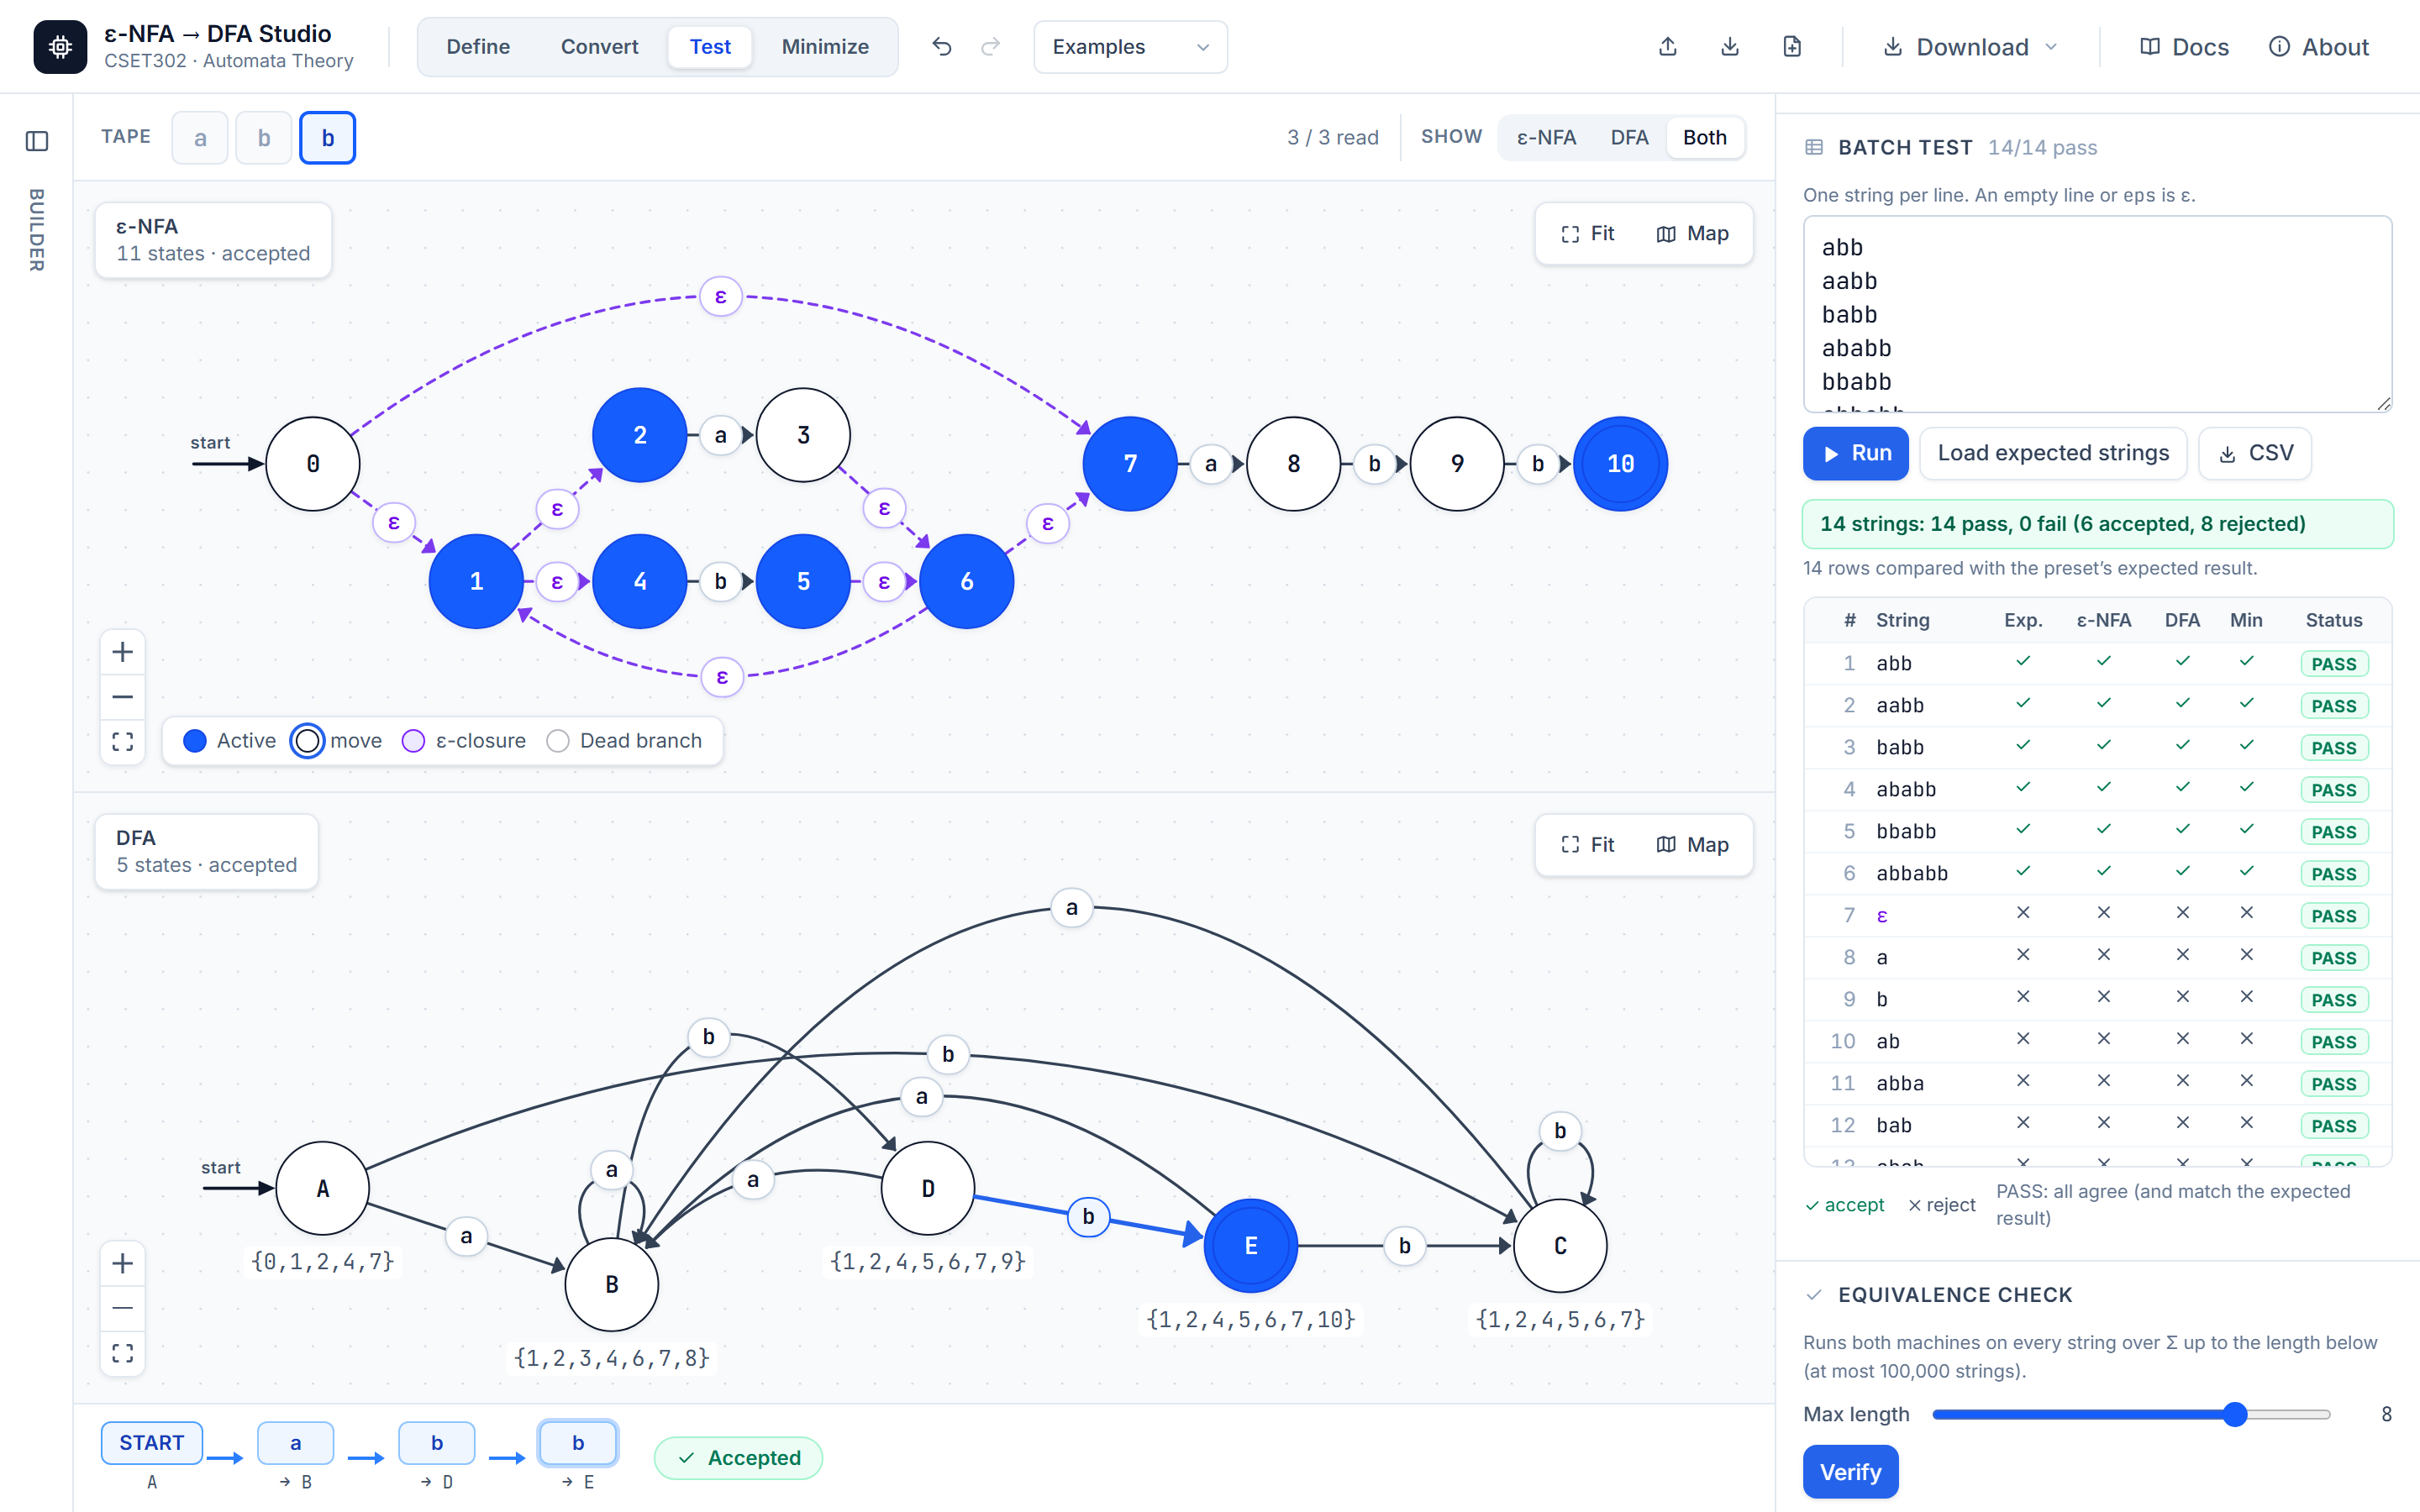 ε-NFA → DFA Studio
CSET302 · Automata Theory
Define Convert Test Minimize
Examples
Download
Docs
About
BUILDER
TAPE a b b
3 / 3 read
SHOW ε-NFA DFA Both
ε-NFA
11 states · accepted
Fit Map
ε
start
0 2 a 3 7 a 8 b 9 b 10
ε ε ε ε
1 ε 4 b 5 ε 6
ε
Active move ε-closure Dead branch
DFA
5 states · accepted
Fit Map
a
b
b
a
b
start
A a a D b E b C
a B
{0,1,2,4,7}
{1,2,4,5,6,7,9}
{1,2,4,5,6,7,10}
{1,2,4,5,6,7}
{1,2,3,4,6,7,8}
START a b b
A → B → D → E
Accepted
BATCH TEST 14/14 pass
One string per line. An empty line or eps is ε.
abb
aabb
babb
ababb
bbabb
Run
Load expected strings
CSV
14 strings: 14 pass, 0 fail (6 accepted, 8 rejected)
14 rows compared with the preset's expected result.
# String Exp. ε-NFA DFA Min Status
1 abb ✓ ✓ ✓ ✓ PASS
2 aabb ✓ ✓ ✓ ✓ PASS
3 babb ✓ ✓ ✓ ✓ PASS
4 ababb ✓ ✓ ✓ ✓ PASS
5 bbabb ✓ ✓ ✓ ✓ PASS
6 abbabb ✓ ✓ ✓ ✓ PASS
7 ε × × × × PASS
8 a × × × × PASS
9 b × × × × PASS
10 ab × × × × PASS
11 abba × × × × PASS
12 bab × × × × PASS
✓ accept × reject PASS: all agree (and match the expected
result)
EQUIVALENCE CHECK
Runs both machines on every string over Σ up to the length below
(at most 100,000 strings).
Max length 8
Verify